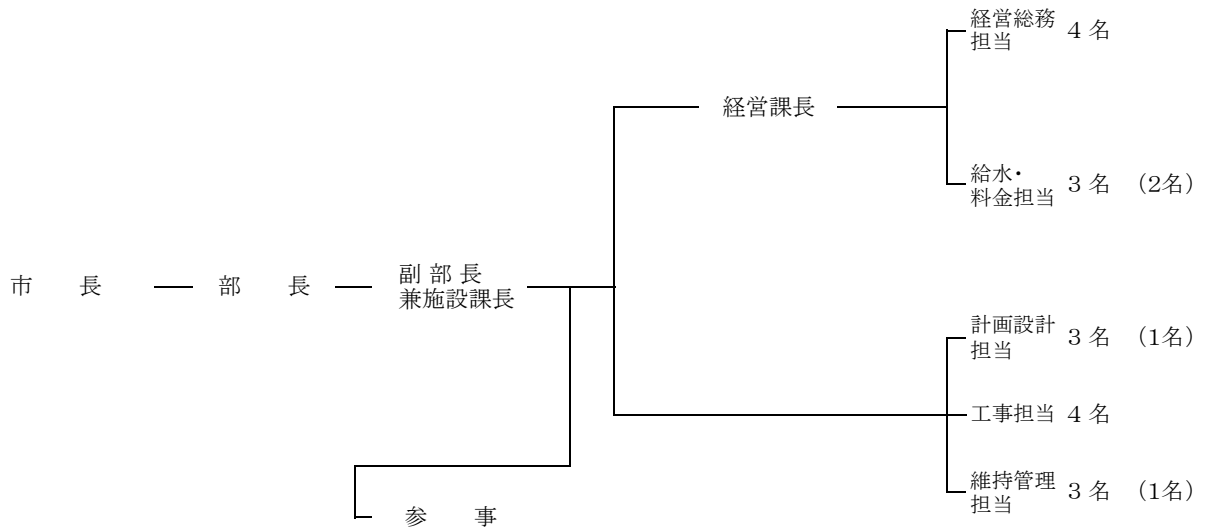 経営総務
担当 4 名
経営課長
給水・
料金担当 3 名 （2名）
市 長 部 長 副 部 長
兼施設課長
計画設計
担当 3 名 （1名）
工事担当 4 名
維持管理
担当 3 名 （1名）
参 事